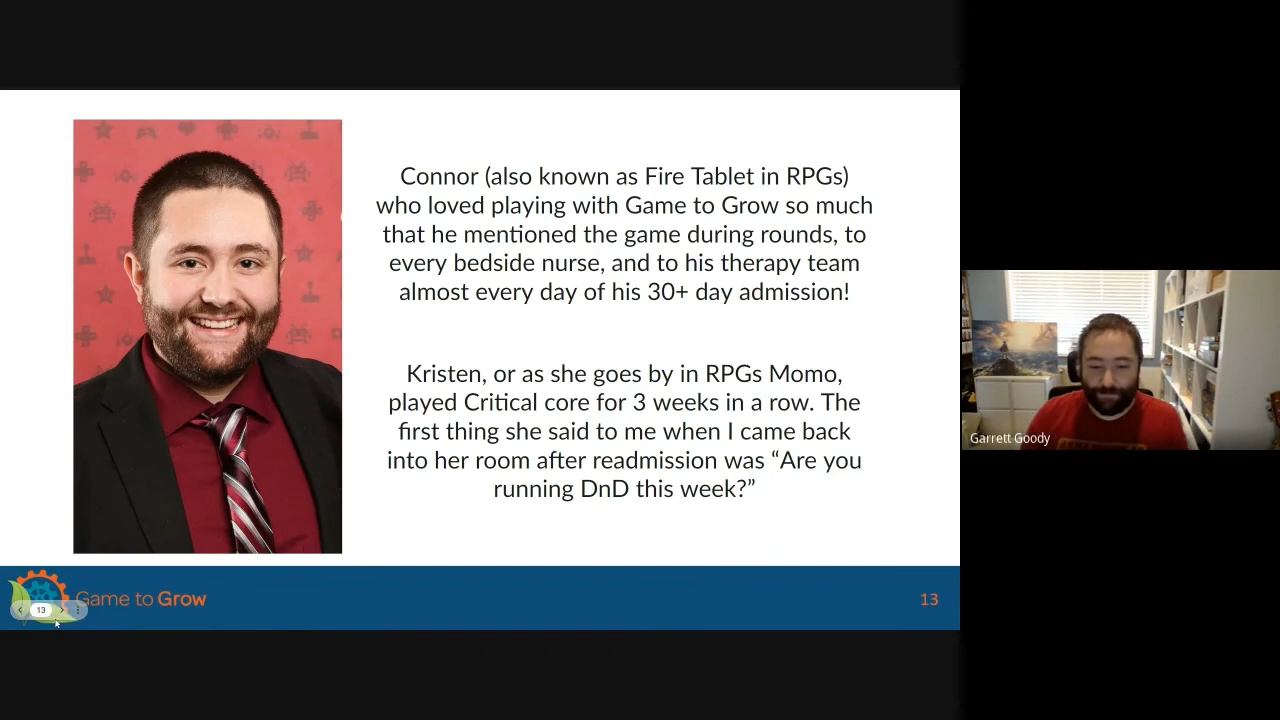 Connor (also known as Fire Tablet in RPGs)
who loved playing with Game to Grow so much
that he mentioned the game during rounds, to
every bedside nurse, and to his therapy team
almost every day of his 30+ day admission!
Kristen, or as she goes by in RPGs Momo,
played Critical core for 3 weeks in a row. The
first thing she said to me when I came back
into her room after readmission was “Are you
running DnD this week?”
Garrett Goody
13
Game to Grow
13